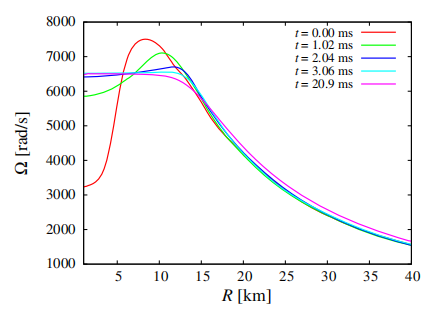 8000
7000
6000
5000
4000
3000
2000
1000
Ω [rad/s]
t = 0.00 ms
t = 1.02 ms
t = 2.04 ms
t = 3.06 ms
t = 20.9 ms
5 10 15 20 25 30 35 40
R [km]